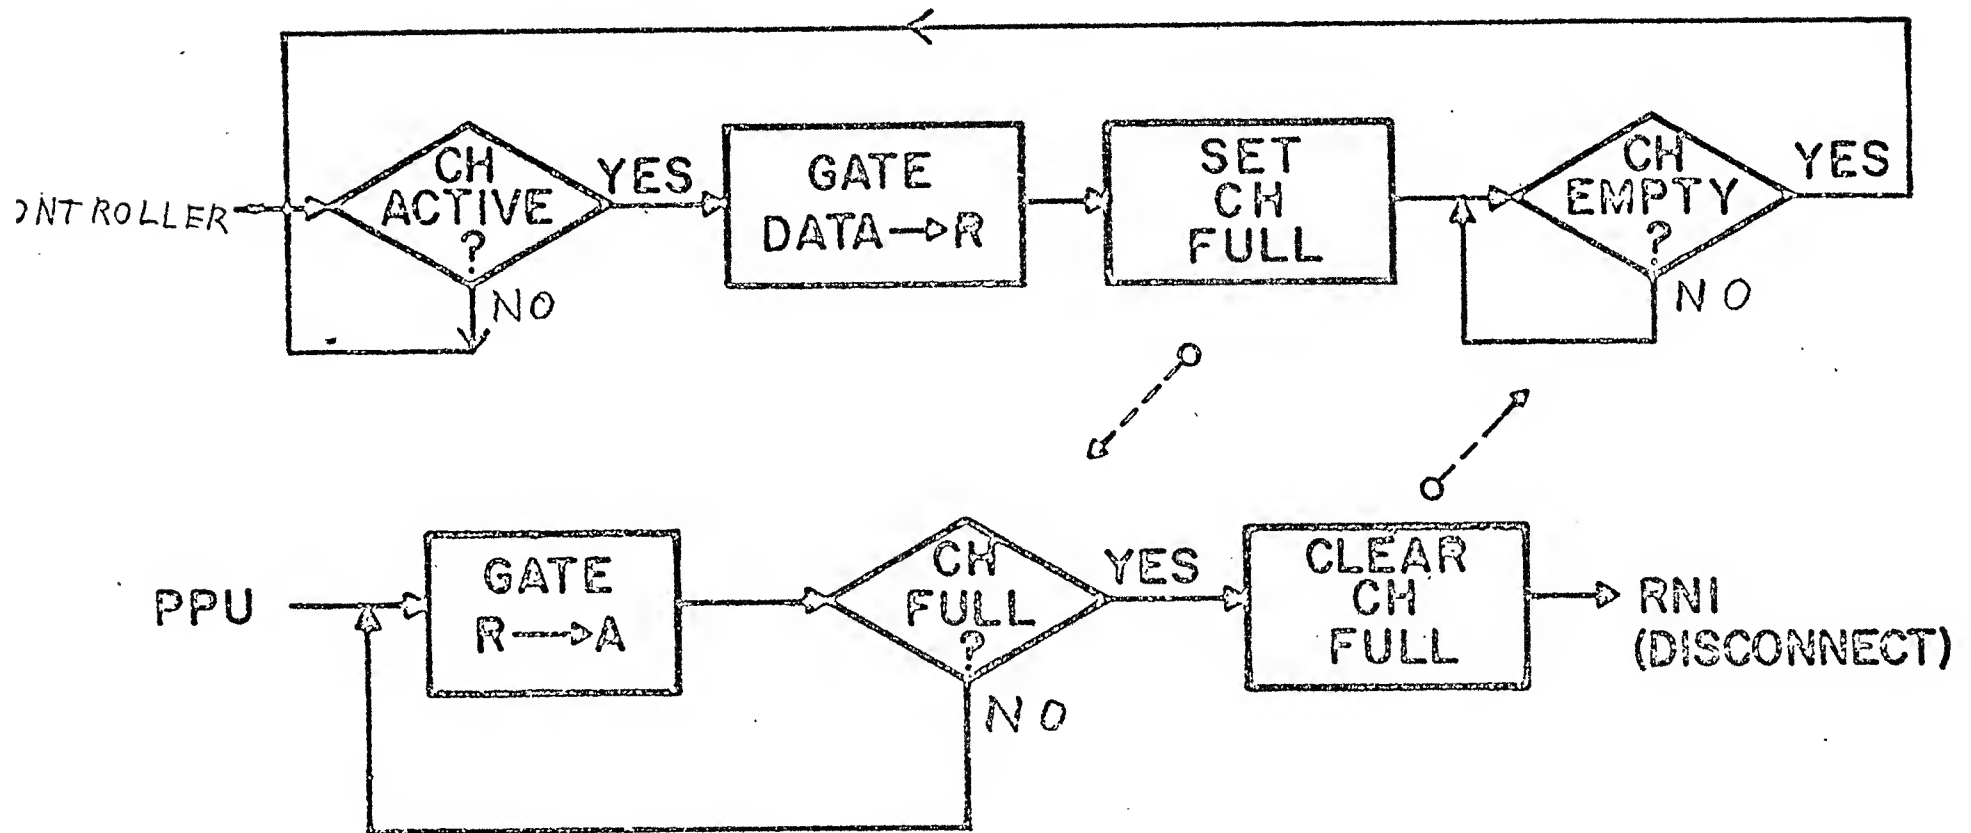 CH
ACTIVE
?
YES
NO
GATE
DATA→R
SET
CH
FULL
CH
EMPTY
?
YES
NO
ONTROLLER
PPU
GATE
R→A
CH
FULL
?
YES
NO
CLEAR
CH
FULL
RNI
(DISCONNECT)